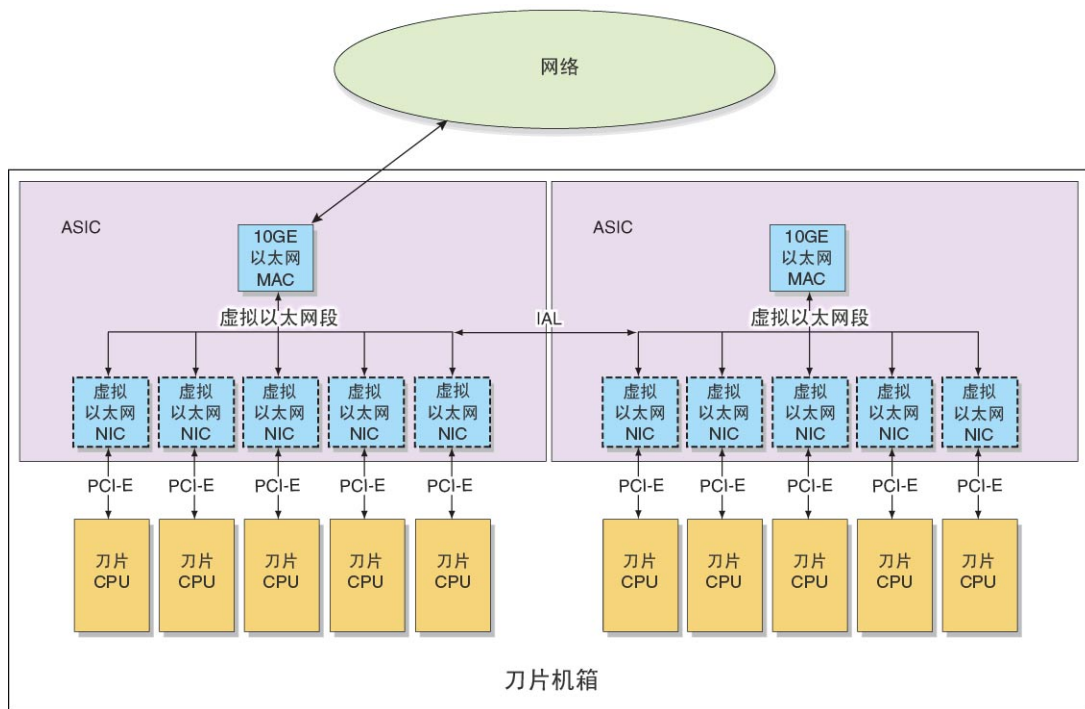 网络
ASIC
ASIC
10GE
以太网
MAC
10GE
以太网
MAC
虚拟以太网段
IAL
虚拟以太网段
虚拟
以太网
NIC
虚拟
以太网
NIC
虚拟
以太网
NIC
虚拟
以太网
NIC
虚拟
以太网
NIC
虚拟
以太网
NIC
虚拟
以太网
NIC
虚拟
以太网
NIC
虚拟
以太网
NIC
虚拟
以太网
NIC
PCI-E
PCI-E
PCI-E
PCI-E
PCI-E
PCI-E
PCI-E
PCI-E
PCI-E
PCI-E
刀片
CPU
刀片
CPU
刀片
CPU
刀片
CPU
刀片
CPU
刀片
CPU
刀片
CPU
刀片
CPU
刀片
CPU
刀片
CPU
刀片机箱